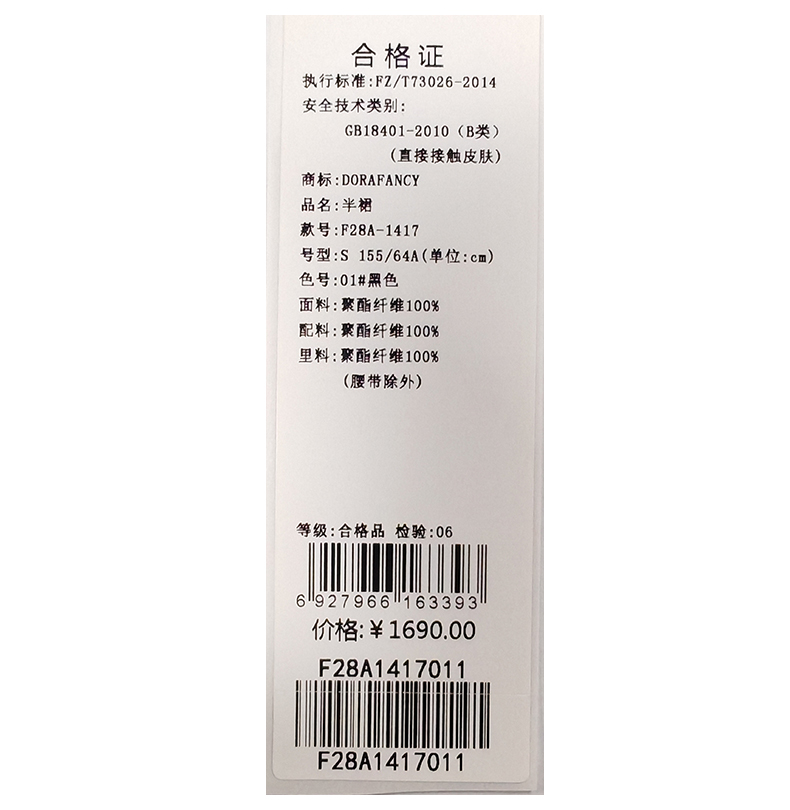 合格证
执行标准:FZ/T73026-2014
安全技术类别:
GB18401-2010（B类）
(直接接触皮肤)
商标:DORAFANCY
品名:半裙
款号:F28A-1417
号型:S 155/64A(单位:cm)
色号:01#黑色
面料:聚酯纤维100%
配料:聚酯纤维100%
里料:聚酯纤维100%
(腰带除外)
等级:合格品 检验:06
6 927966 163393
价格:￥1690.00
F28A1417011
F28A1417011